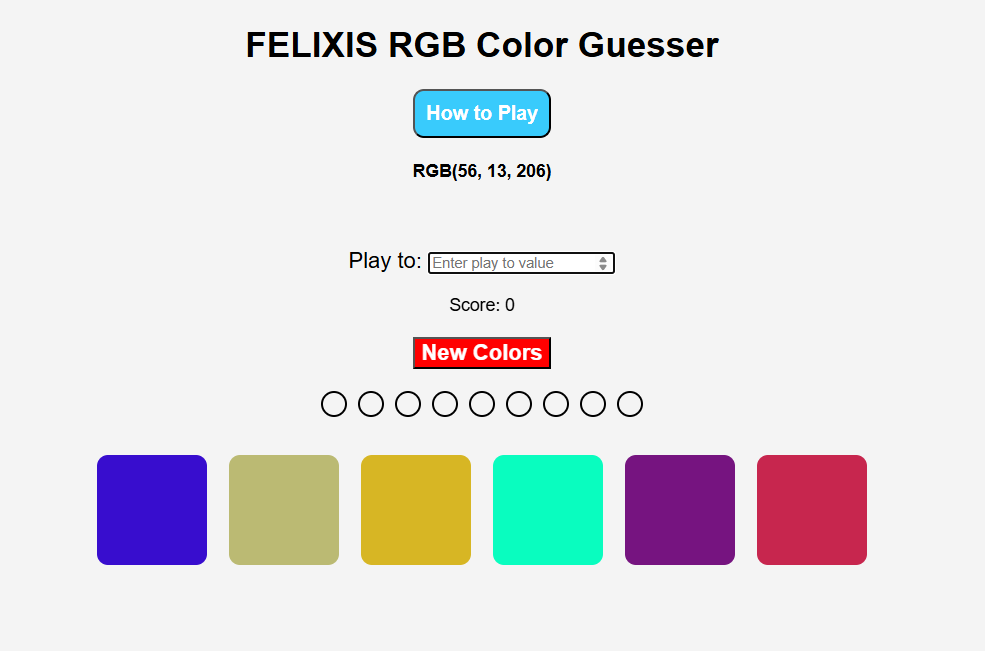 FELIXIS RGB Color Guesser
How to Play
RGB(56, 13, 206)
Play to: Enter play to value
Score: 0
New Colors